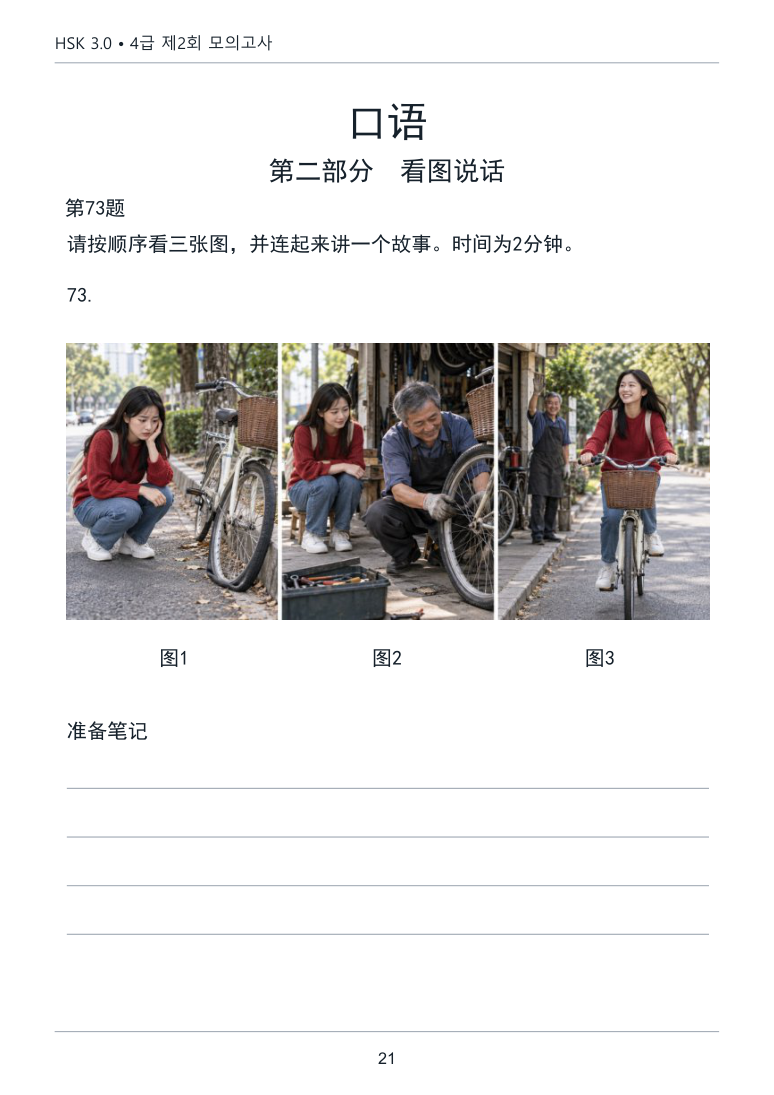 HSK 3.0 • 4급 제2회 모의고사
口语
第二部分　看图说话
第73题
请按顺序看三张图，并连起来讲一个故事。时间为2分钟。
73.
图1
图2
图3
准备笔记
21